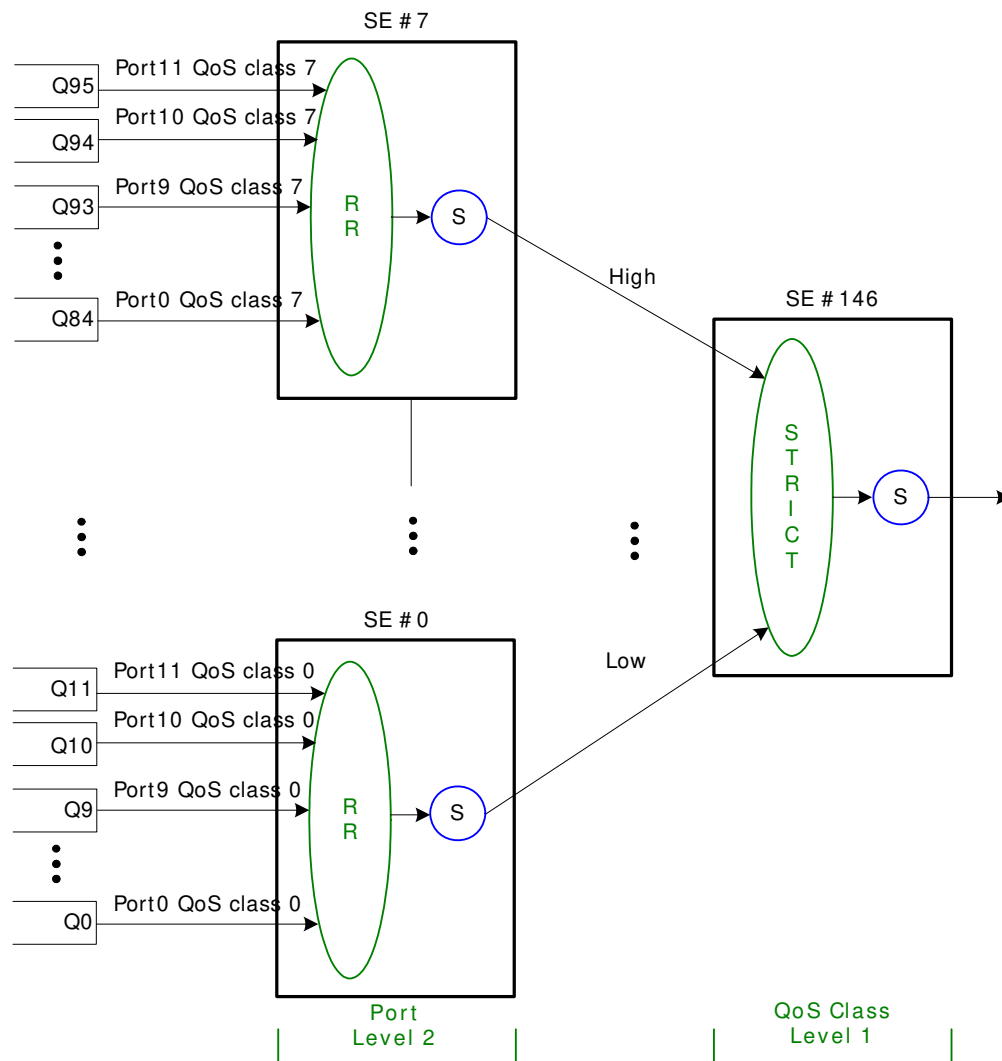 SE # 7
Q95
Port11 QoS class 7
Q94
Port10 QoS class 7
Q93
Port9 QoS class 7
Q84
Port0 QoS class 7
R
R
S
High
SE # 146
S
T
R
I
C
T
S
SE # 0
Low
Q11
Port11 QoS class 0
Q10
Port10 QoS class 0
Q9
Port9 QoS class 0
Q0
Port0 QoS class 0
R
R
S
Port
Level 2
QoS Class
Level 1